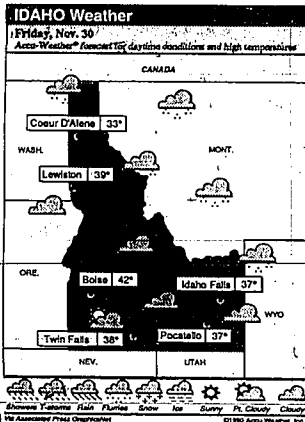 IDAHO Weather
Friday, Nov. 30
Accu-Weather® forecast for daytime conditions and high temperatures
CANADA
Coeur D'Alene 33°
WASH.
MONT.
Lewiston 39°
ORE.
Boise 42°
Idaho Falls 37°
WYO
Twin Falls 38°
Pocatello 37°
NEV.
UTAH
Showers T-storms Rain Flurries Snow Ice Sunny Pt. Cloudy Cloudy
Via Associated Press GraphicsNet
©1990 Accu-Weather, Inc.